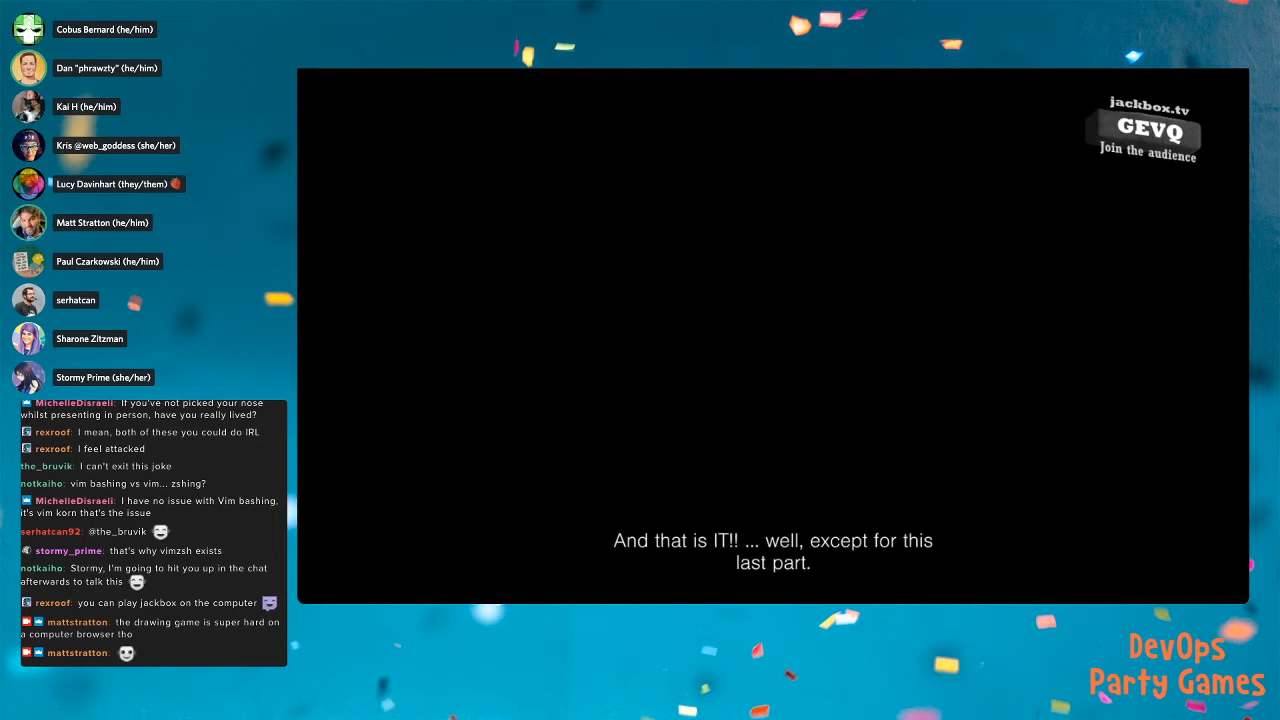 Cobus Bernard (he/him)
Dan "phrawzty" (he/him)
Kai H (he/him)
Kris @web_goddess (she/her)
Lucy Davinhart (they/them) 🍓
Matt Stratton (he/him)
Paul Czarkowski (he/him)
serhatcan
Sharone Zitzman
Stormy Prime (she/her)
MichelleDisraeli: If you've not picked your nose
whilst presenting in person, have you really lived?
rexroof: I mean, both of these you could do IRL
rexroof: I feel attacked
the_bruvik: I can't exit this joke
notkaiho: vim bashing vs vim... zshing?
MichelleDisraeli: I have no issue with Vim bashing,
it's vim korn that's the issue
serhatcan92: @the_bruvik
stormy_prime: that's why vimzsh exists
notkaiho: Stormy, I'm going to hit you up in the chat
afterwards to talk this
rexroof: you can play jackbox on the computer
mattstratton: the drawing game is super hard on
a computer browser tho
mattstratton:
jackbox.tv
GEVQ
Join the audience
And that is IT!! ... well, except for this
last part.
DevOps
Party Games